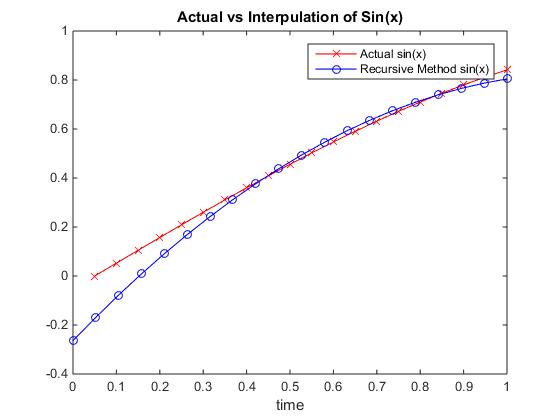 Actual vs Interpulation of Sin(x)
Actual sin(x)
Recursive Method sin(x)
1
0.8
0.6
0.4
0.2
0
-0.2
-0.4
0 0.1 0.2 0.3 0.4 0.5 0.6 0.7 0.8 0.9 1
time